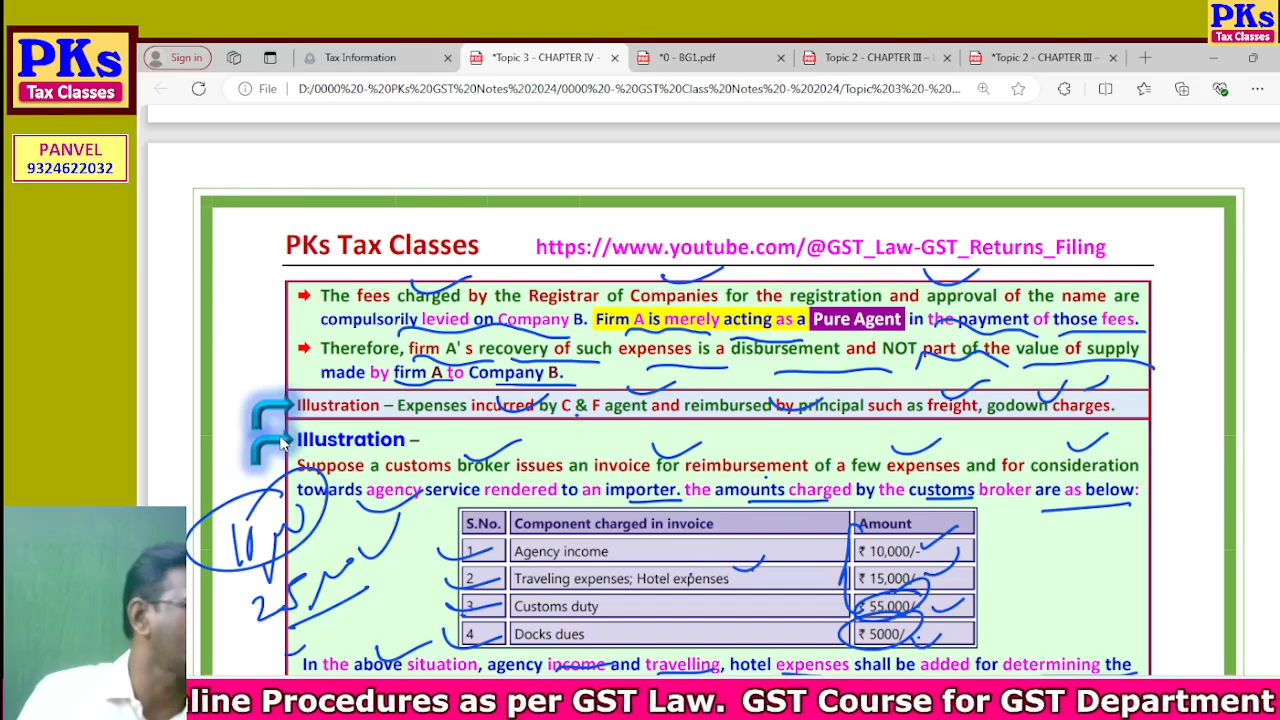 PKs
Tax Classes
PKs
Tax Classes
PANVEL
9324622032
Sign in
Tax Information
*Topic 3 - CHAPTER IV -
*0 - BG1.pdf
Topic 2 - CHAPTER III – L
*Topic 2 - CHAPTER III –
File
D:/0000%20-%20PKs%20GST%20Notes%202024/0000%20-%20GST%20Class%20Notes%20%202024/Topic%203%20-%...
PKs Tax Classes https://www.youtube.com/@GST_Law-GST_Returns_Filing
The fees charged by the Registrar of Companies for the registration and approval of the name are
compulsorily levied on Company B. Firm A is merely acting as a Pure Agent in the payment of those fees.
Therefore, firm A' s recovery of such expenses is a disbursement and NOT part of the value of supply
made by firm A to Company B.
Illustration – Expenses incurred by C & F agent and reimbursed by principal such as freight, godown charges.
Illustration –
Suppose a customs broker issues an invoice for reimbursement of a few expenses and for consideration
towards agency service rendered to an importer. the amounts charged by the customs broker are as below:
S.No. Component charged in invoice Amount
1 Agency income ₹ 10,000/-
2 Traveling expenses; Hotel expenses ₹ 15,000/-
3 Customs duty ₹ 55,000/-
4 Docks dues ₹ 5000/-
In the above situation, agency income and travelling, hotel expenses shall be added for determining the
line Procedures as per GST Law. GST Course for GST Department